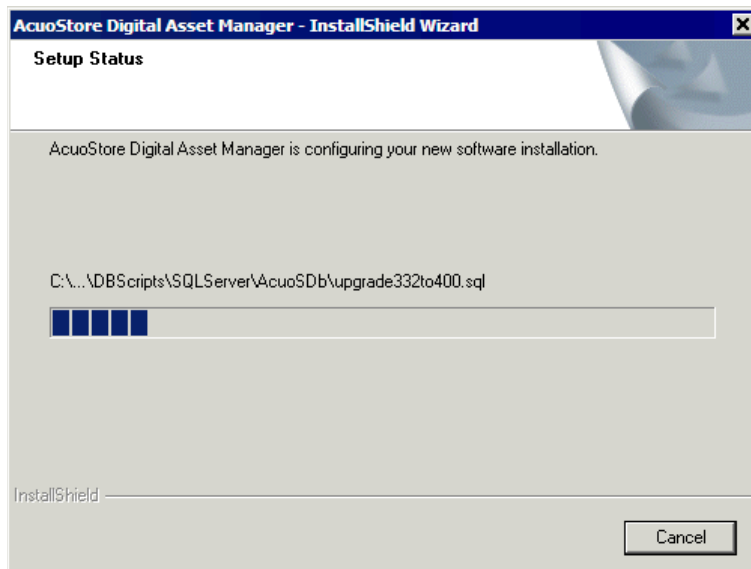 AcuoStore Digital Asset Manager - InstallShield Wizard
Setup Status
AcuoStore Digital Asset Manager is configuring your new software installation.
C:\...\DBScripts\SQLServer\AcuoSDb\upgrade332to400.sql
InstallShield
Cancel